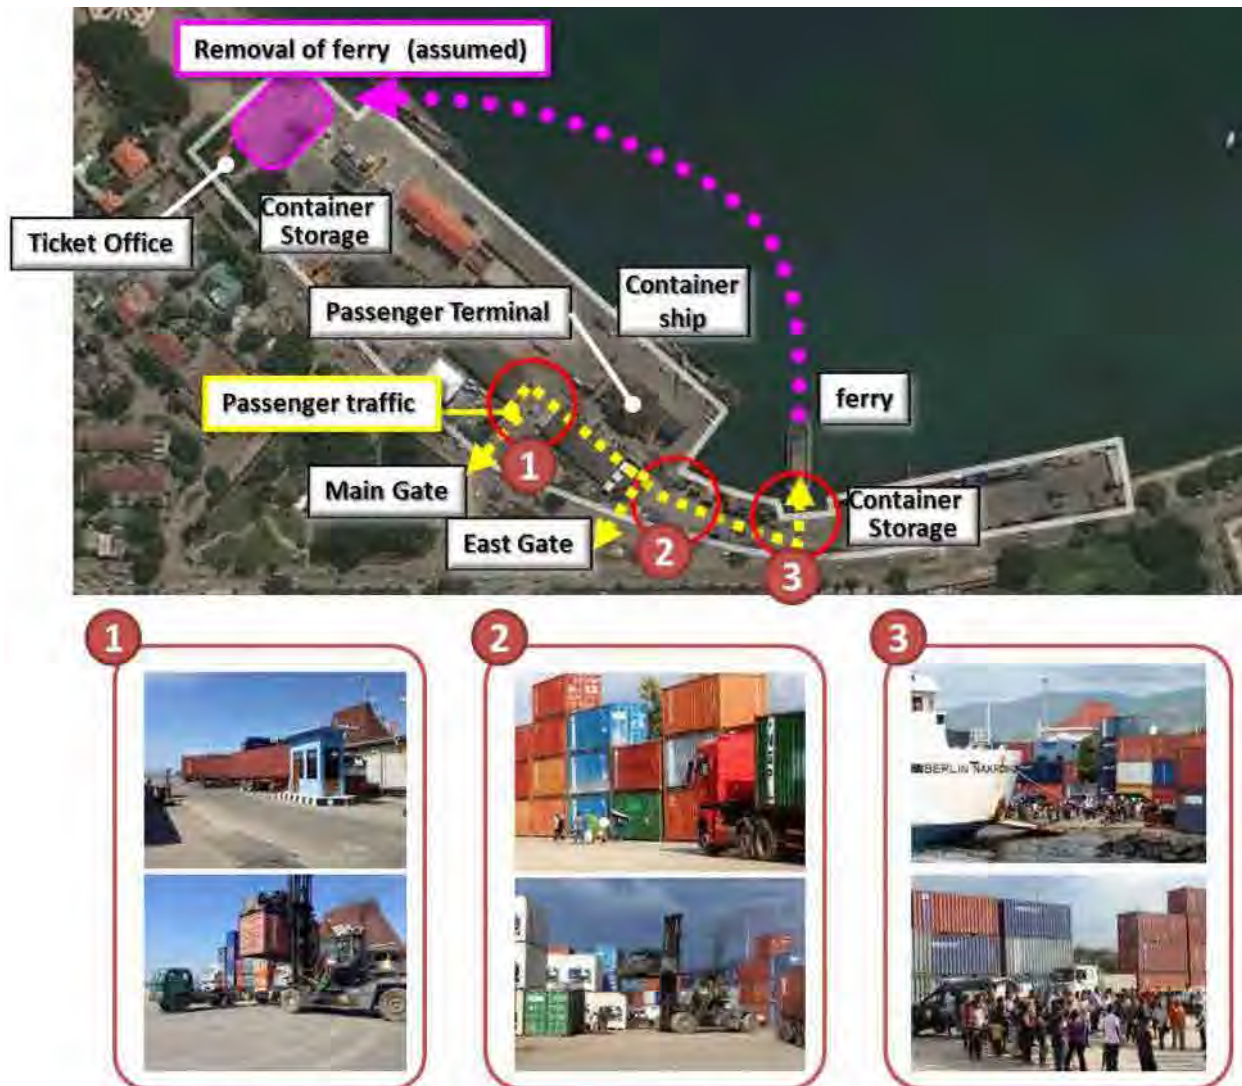 Removal of ferry (assumed)
Ticket Office
Container
Storage
Passenger Terminal
Container
ship
Passenger traffic
ferry
1
Main Gate
Container
Storage
East Gate
2
3
1
2
3
BERLIN NAKROMA